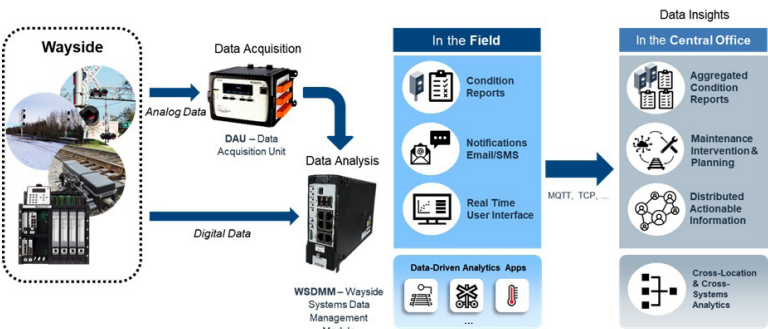 Wayside
Analog Data
Digital Data
Data Acquisition
DAU – Data
Acquisition Unit
Data Analysis
WSDMM – Wayside
Systems Data
Management
In the Field
Condition
Reports
Notifications
Email/SMS
Real Time
User Interface
Data-Driven Analytics Apps
...
MQTT, TCP, ...
Data Insights
In the Central Office
Aggregated
Condition
Reports
Maintenance
Intervention &
Planning
Distributed
Actionable
Information
Cross-Location
& Cross-
Systems
Analytics